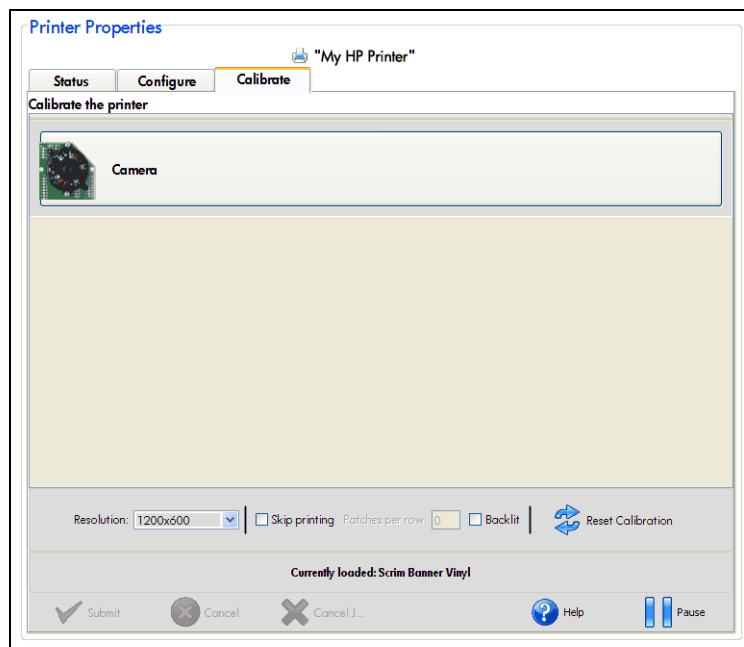 Printer Properties
"My HP Printer"
Status Configure Calibrate
Calibrate the printer
Camera
Resolution: 1200x600 Skip printing Patches per row: 0 Backlit Reset Calibration
Currently loaded: Scrim Banner Vinyl
Submit Cancel Cancel J... Help Pause